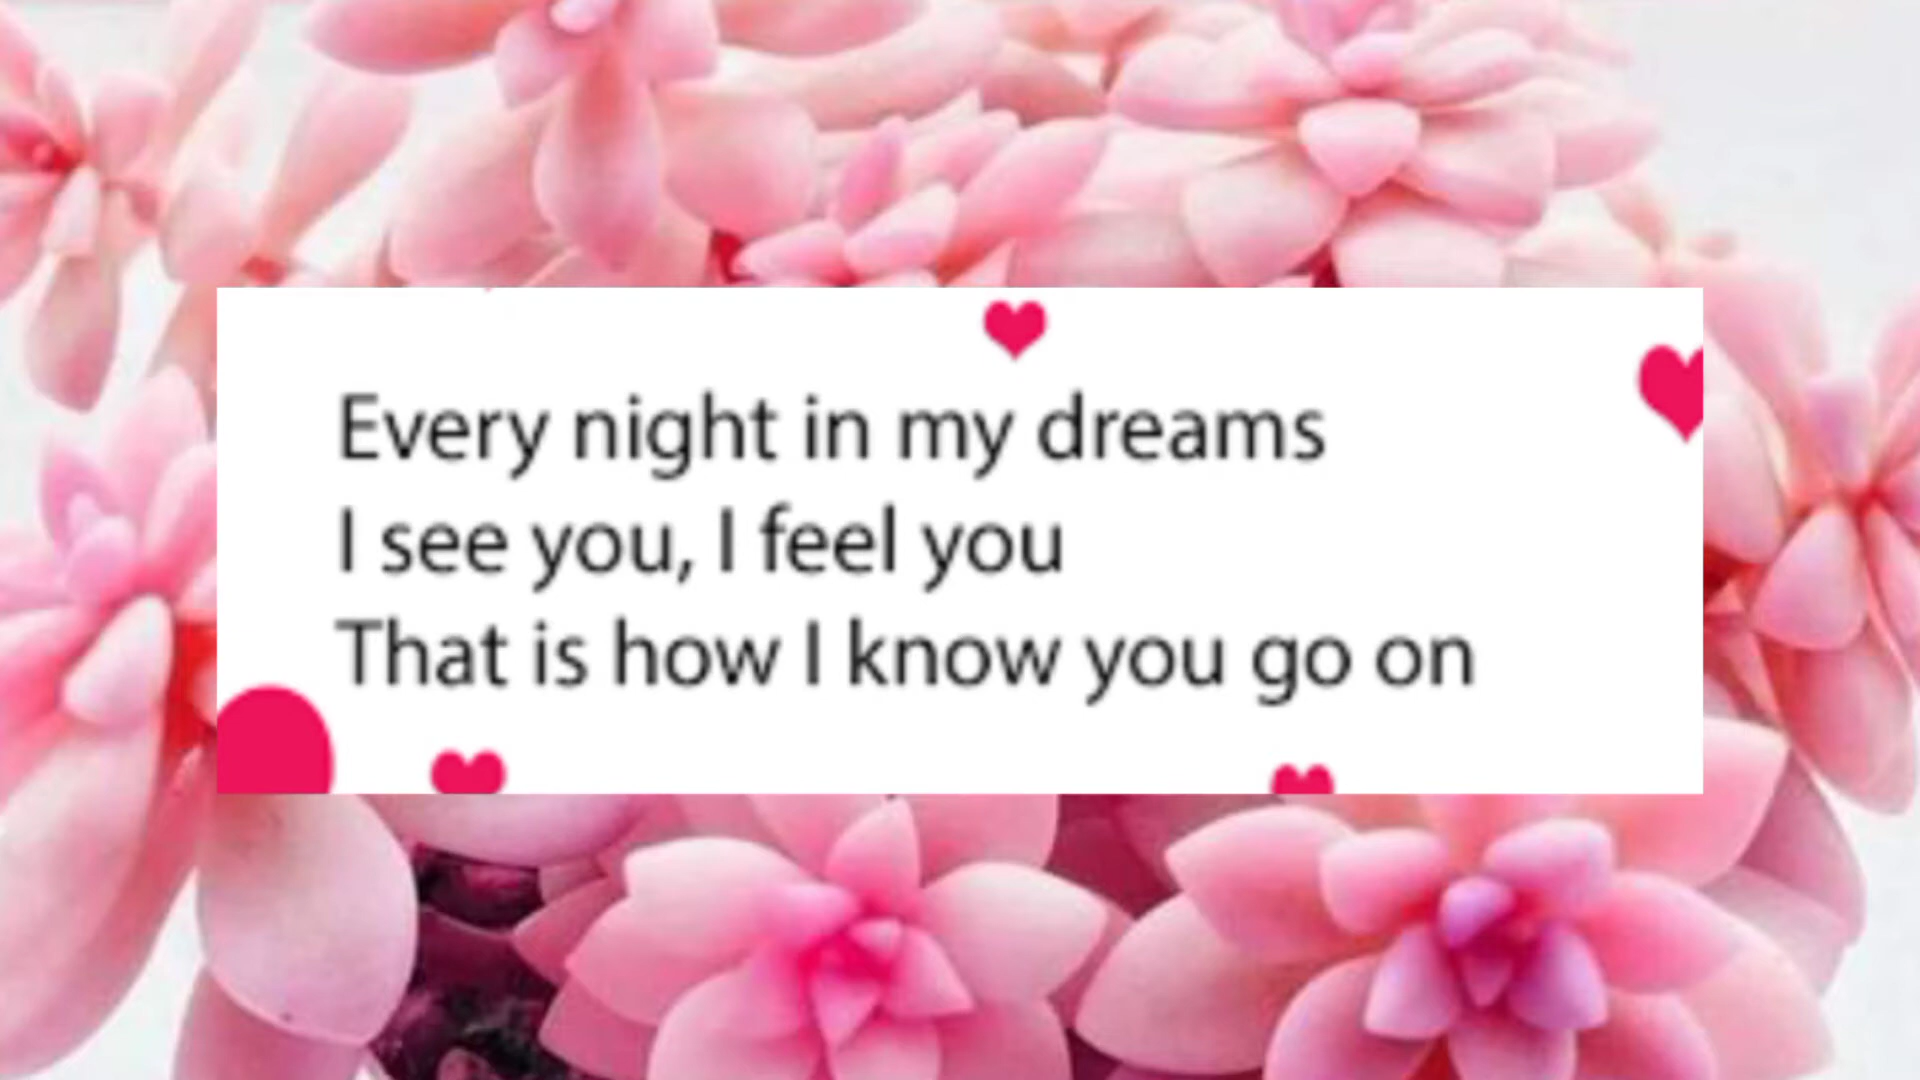 Every night in my dreams
I see you, I feel you
That is how I know you go on